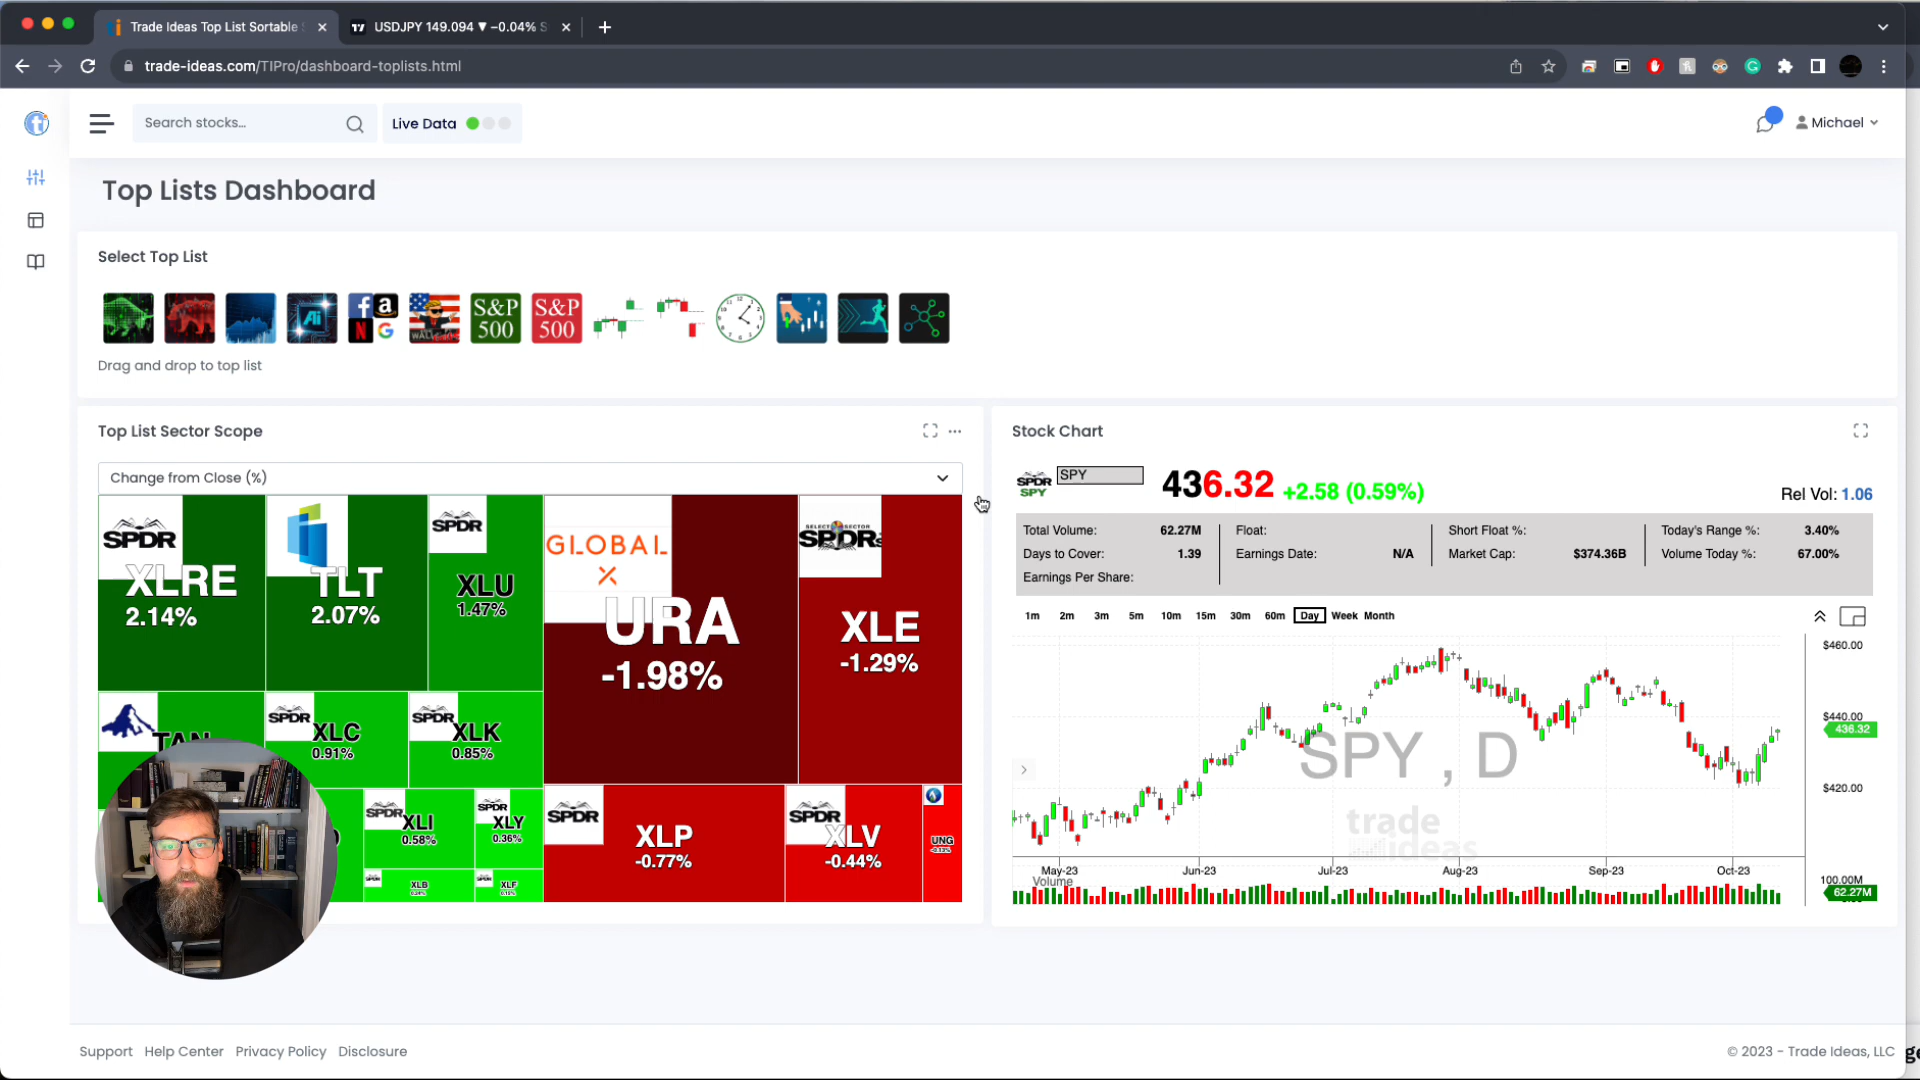 Trade Ideas Top List Sortable
USDJPY 149.094 ▼ −0.04% S
trade-ideas.com/TIPro/dashboard-toplists.html
Search stocks...
Live Data
Michael
Top Lists Dashboard
Select Top List
S&P 500
S&P 500
Drag and drop to top list
Top List Sector Scope
Change from Close (%)
SPDR
XLRE
2.14%
TLT
2.07%
SPDR
XLU
1.47%
GLOBAL X
URA
-1.98%
SELECT SECTOR SPDRs
XLE
-1.29%
TAN
SPDR
XLC
0.91%
SPDR
XLK
0.85%
SPDR
XLI
0.58%
SPDR
XLY
0.36%
SPDR
XLB
SPDR
XLF
SPDR
XLP
-0.77%
SPDR
XLV
-0.44%
UNG
Stock Chart
SPDR
SPY
SPY
436.32 +2.58 (0.59%)
Rel Vol: 1.06
Total Volume: 62.27M Float: Short Float %: Today's Range %: 3.40%
Days to Cover: 1.39 Earnings Date: N/A Market Cap: $374.36B Volume Today %: 67.00%
Earnings Per Share:
1m 2m 3m 5m 10m 15m 30m 60m Day Week Month
$460.00
$440.00
436.32
$420.00
SPY , D
trade ideas
May-23 Jun-23 Jul-23 Aug-23 Sep-23 Oct-23
Volume
100.00M
62.27M
Support Help Center Privacy Policy Disclosure
© 2023 - Trade Ideas, LLC